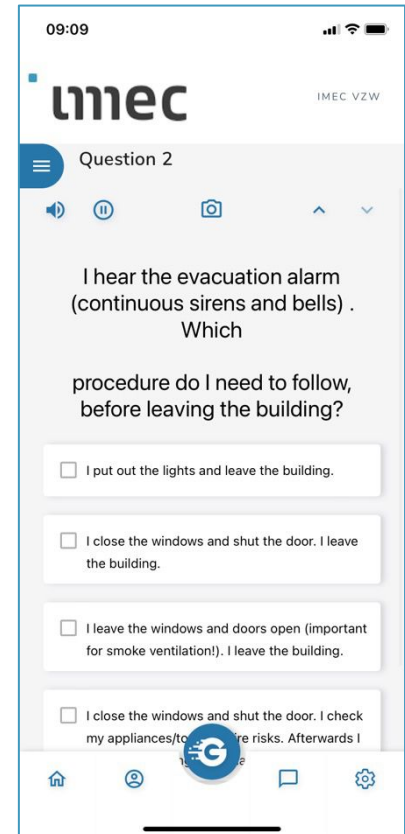 09:09
imec
IMEC VZW
Question 2
I hear the evacuation alarm
(continuous sirens and bells) .
Which
procedure do I need to follow,
before leaving the building?
I put out the lights and leave the building.
I close the windows and shut the door. I leave
the building.
I leave the windows and doors open (important
for smoke ventilation!). I leave the building.
I close the windows and shut the door. I check
my risks. Afterwards I
G